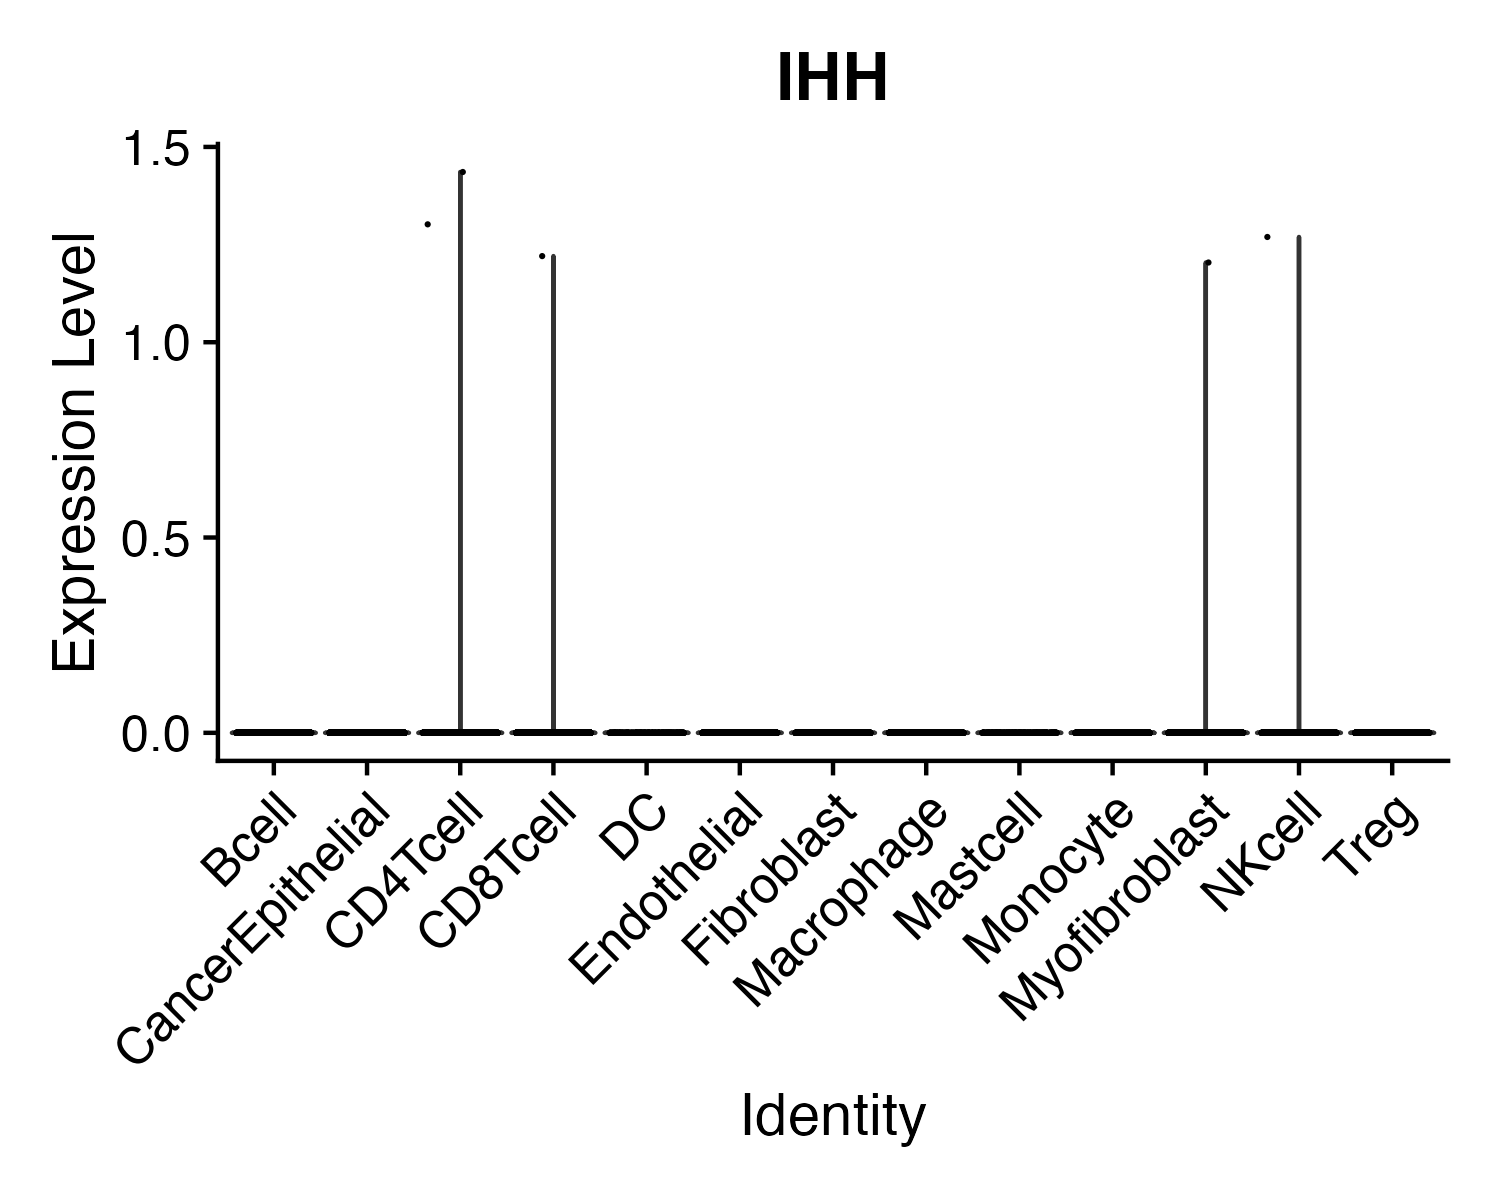 IHH
Expression Level
1.5
1.0
0.5
0.0
Bcell
CancerEpithelial
CD4Tcell
CD8Tcell
DC
Endothelial
Fibroblast
Macrophage
Mastcell
Monocyte
Myofibroblast
NKcell
Treg
Identity